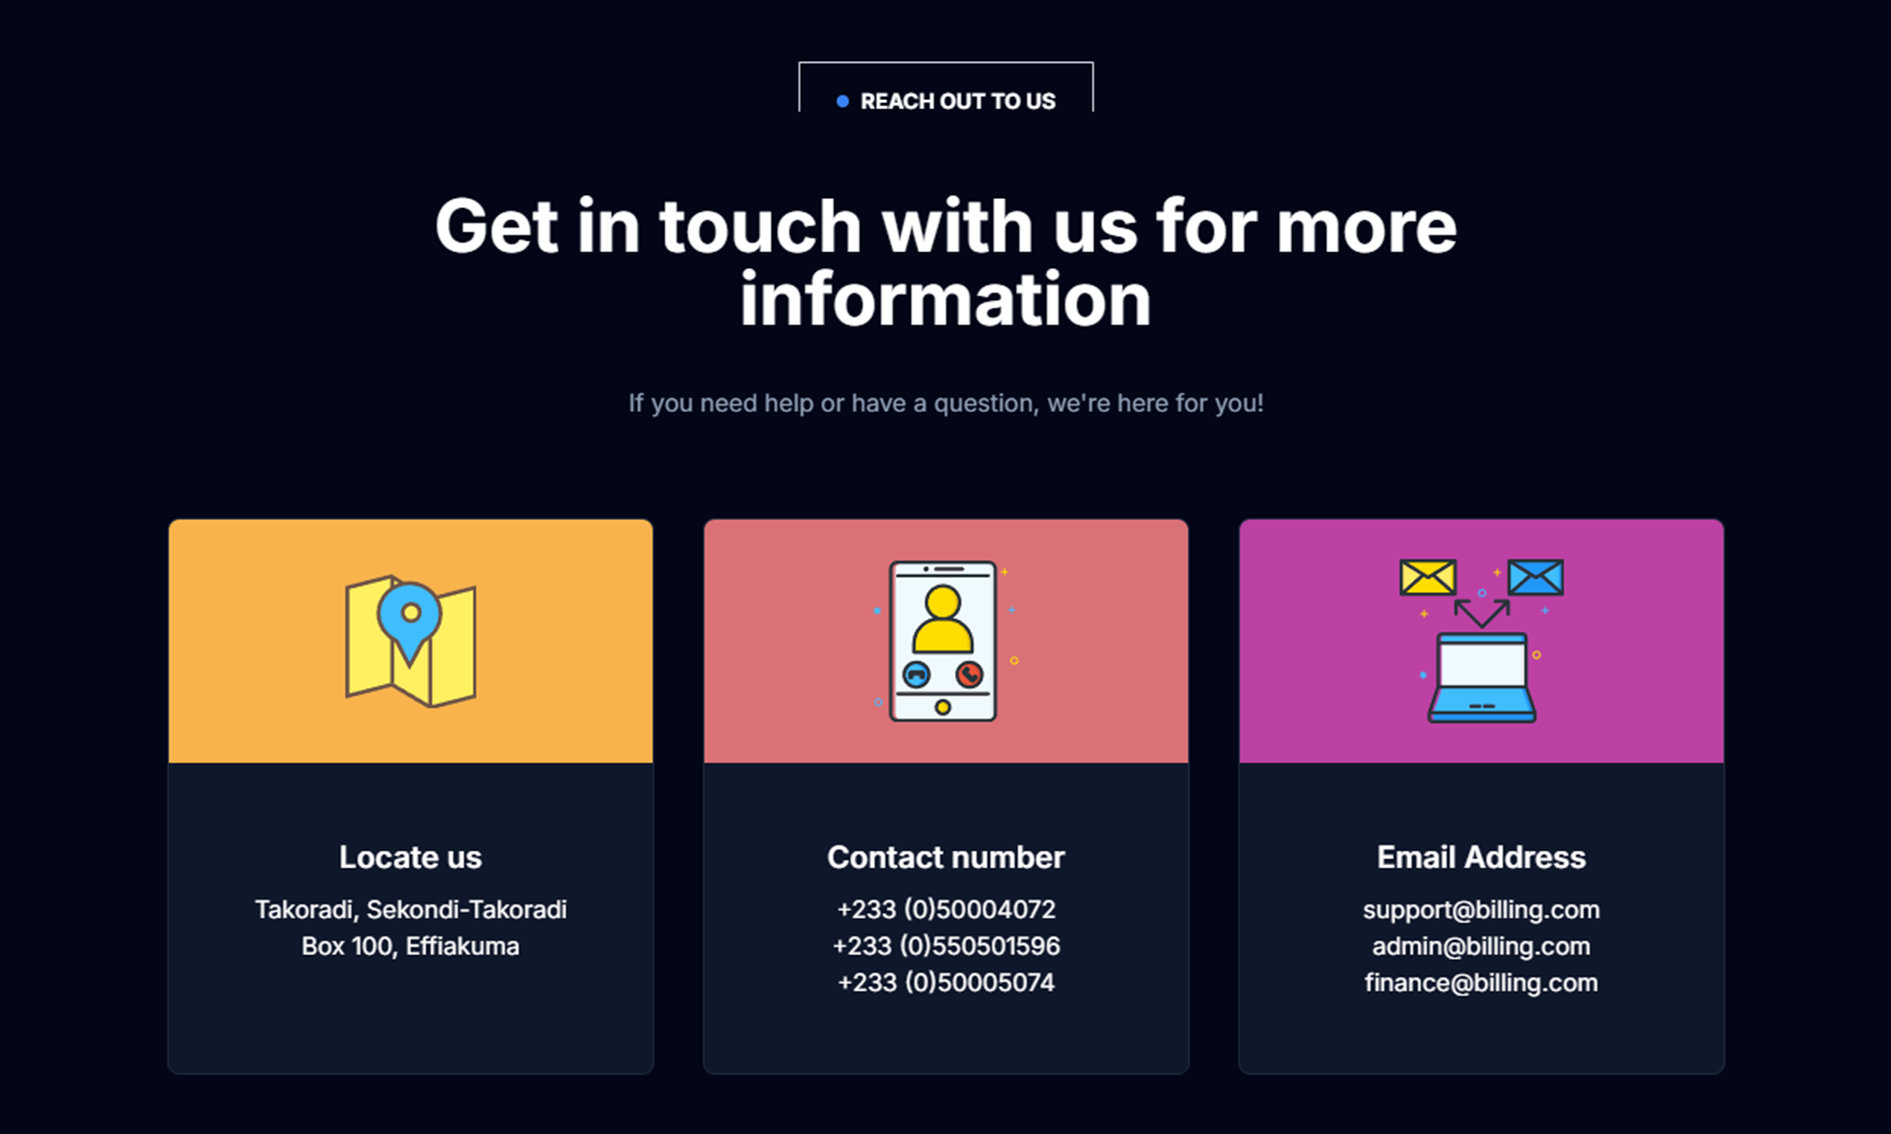 REACH OUT TO US
Get in touch with us for more
information
If you need help or have a question, we're here for you!
Locate us
Takoradi, Sekondi-Takoradi
Box 100, Effiakuma
Contact number
+233 (0)50004072
+233 (0)550501596
+233 (0)50005074
Email Address
support@billing.com
admin@billing.com
finance@billing.com